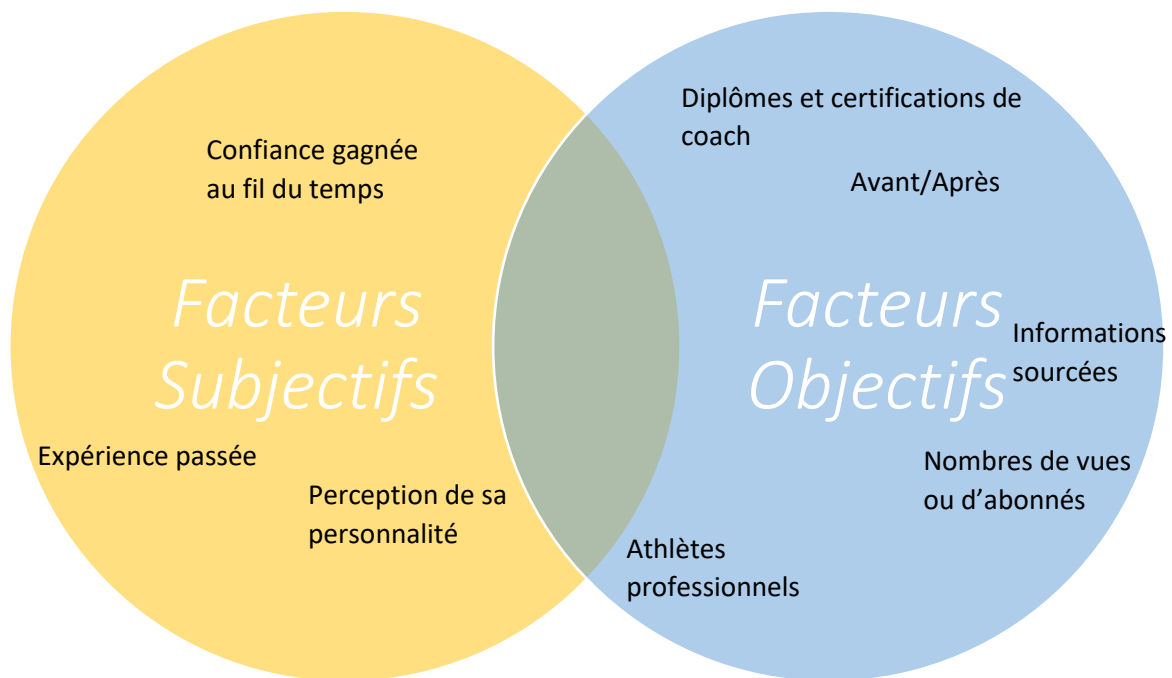 Confiance gagnée
au fil du temps
Facteurs
Subjectifs
Expérience passée
Perception de sa
personnalité
Diplômes et certifications de
coach
Avant/Après
Facteurs
Objectifs
Informations
sourcées
Nombres de vues
ou d’abonnés
Athlètes
professionnels